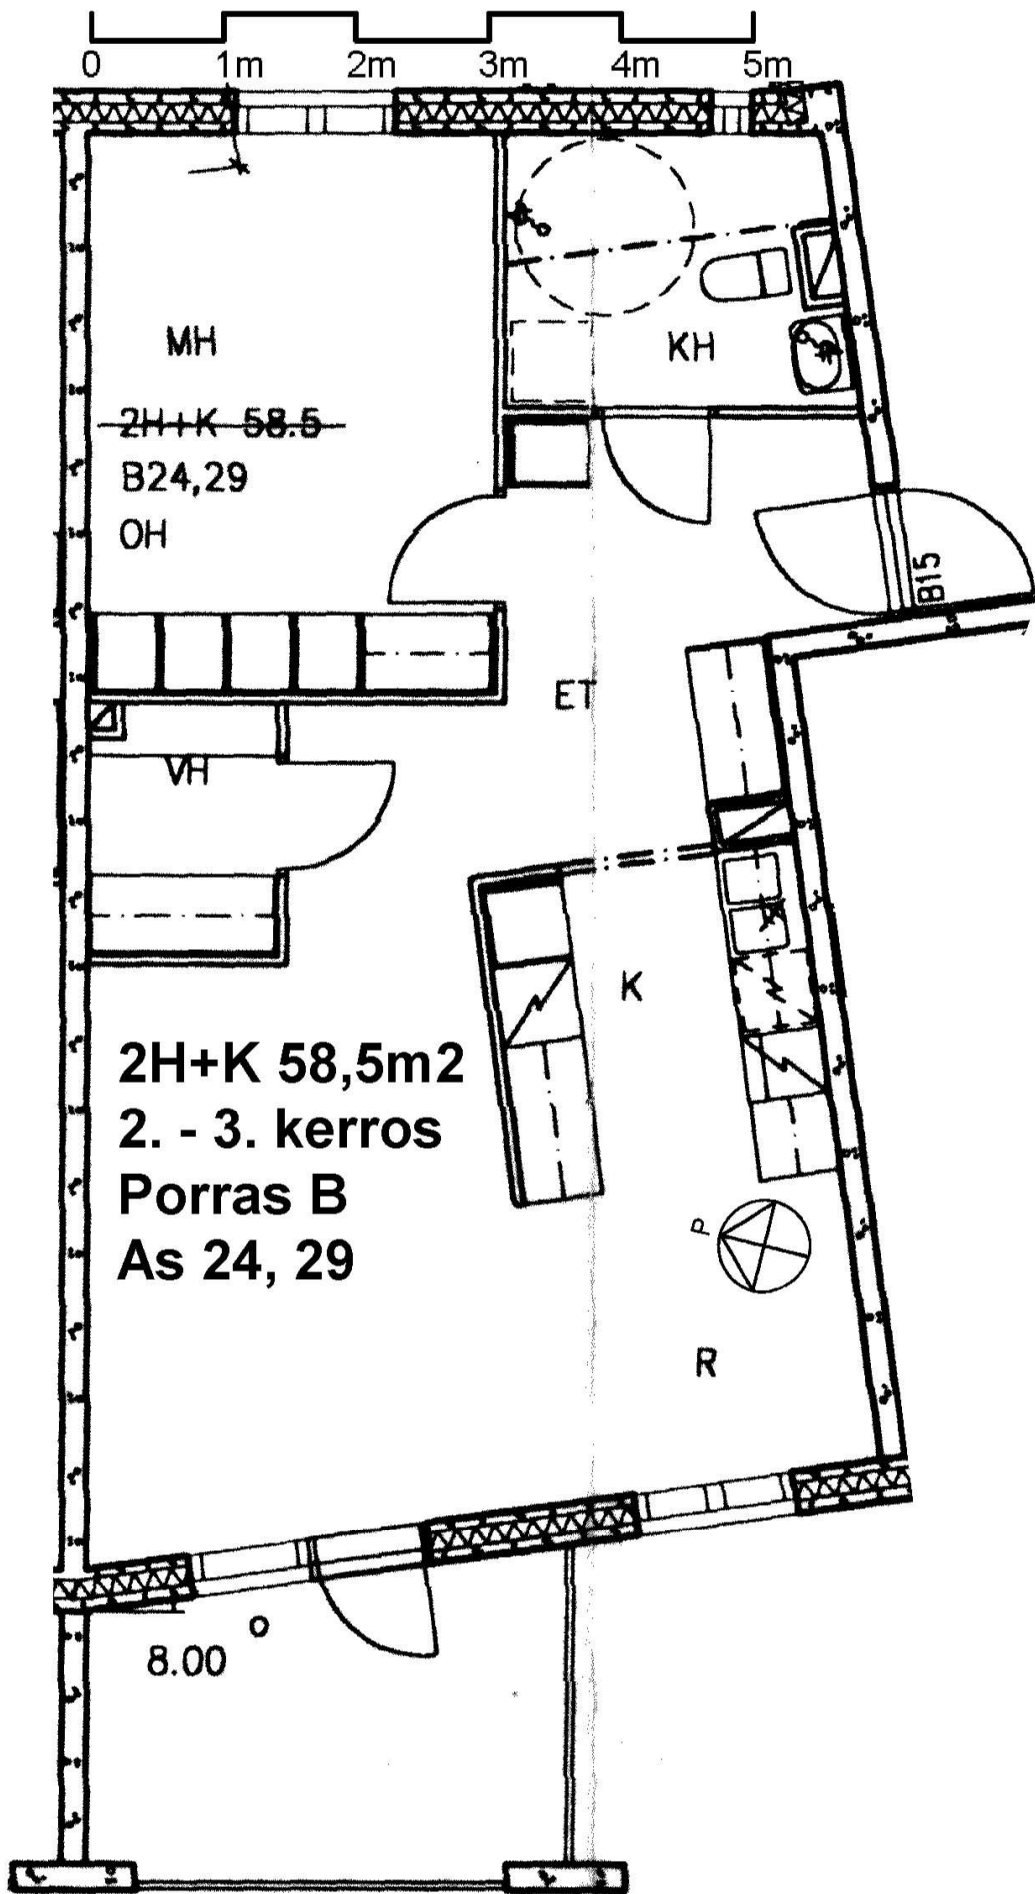 0 1m 2m 3m 4m 5m
MH
KH
2H+K 58.5
B24,29
OH
B15
ET
VH
K
2H+K 58,5m2
2. - 3. kerros
Porras B
As 24, 29
P
R
8.00